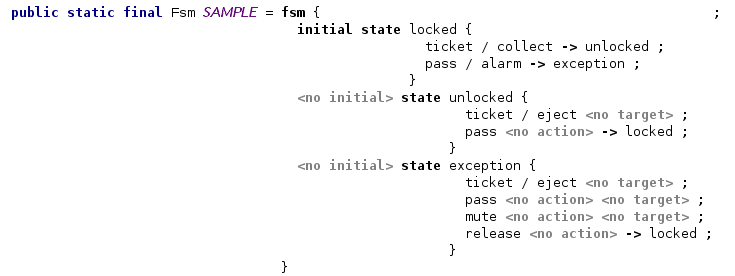 public static final Fsm SAMPLE = fsm { ;
initial state locked {
ticket / collect -> unlocked ;
pass / alarm -> exception ;
}
<no initial> state unlocked {
ticket / eject <no target> ;
pass <no action> -> locked ;
}
<no initial> state exception {
ticket / eject <no target> ;
pass <no action> <no target> ;
mute <no action> <no target> ;
release <no action> -> locked ;
}
}